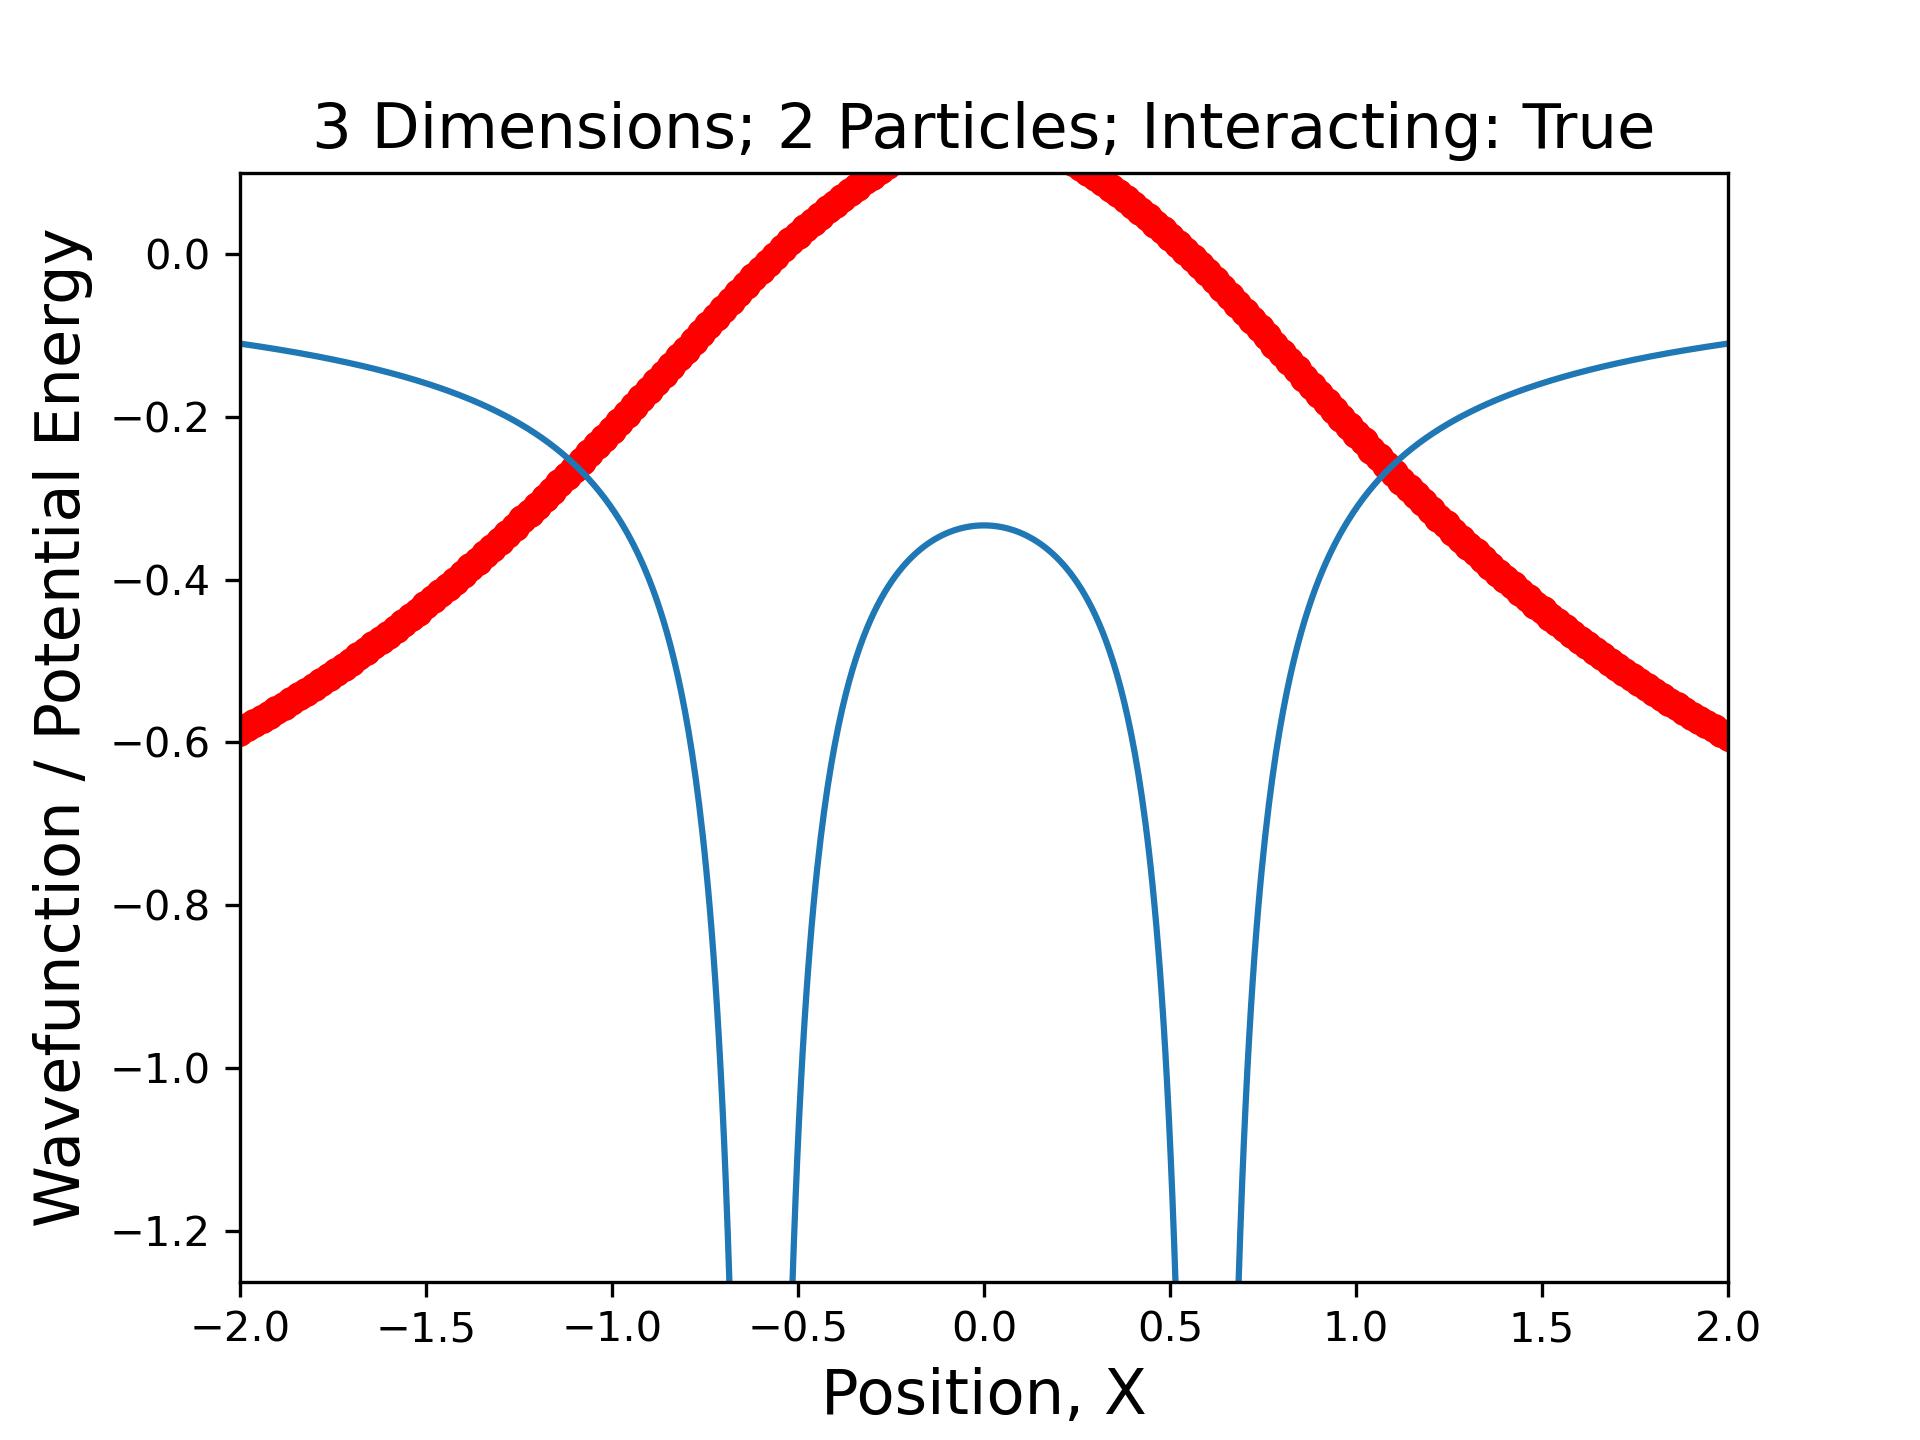 3 Dimensions; 2 Particles; Interacting: True
Wavefunction / Potential Energy
0.0
−0.2
−0.4
−0.6
−0.8
−1.0
−1.2
−2.0 −1.5 −1.0 −0.5 0.0 0.5 1.0 1.5 2.0
Position, X